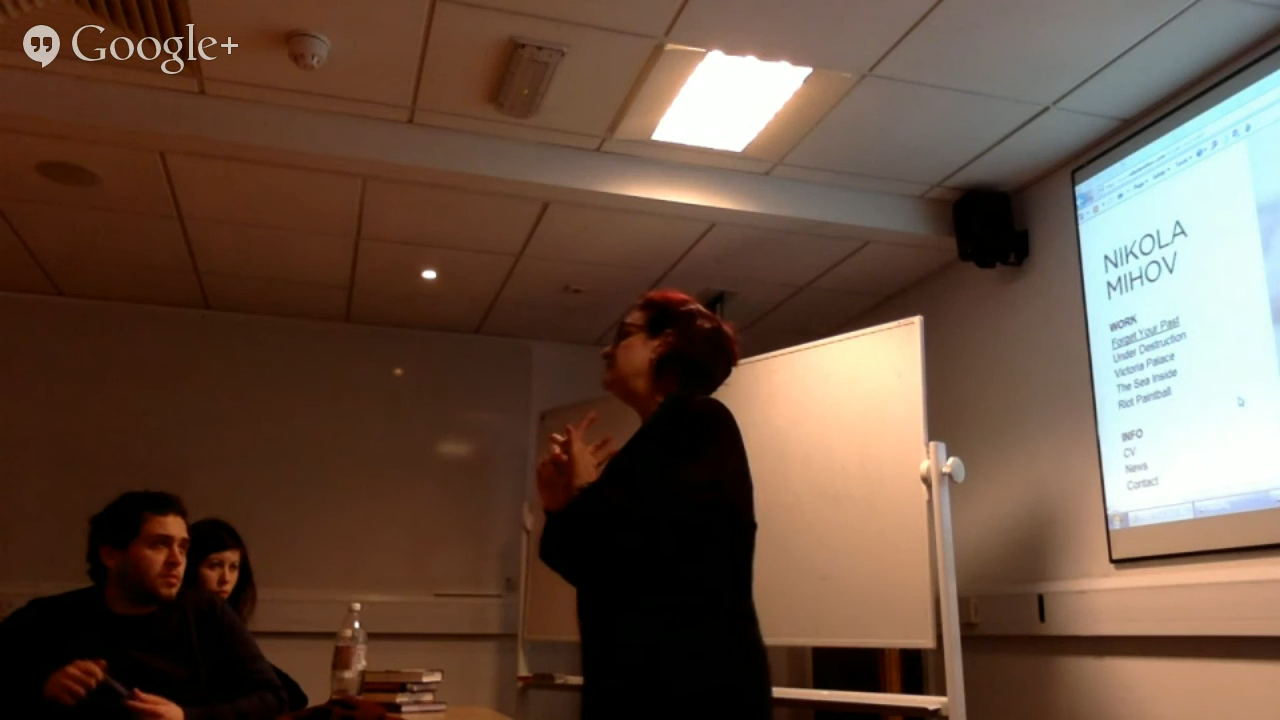 Google+
NIKOLA
MIHOV
WORK
Forget Your Past
Under Destruction
Victoria Palace
The Sea Inside
Riot Paintball
INFO
CV
News
Contact